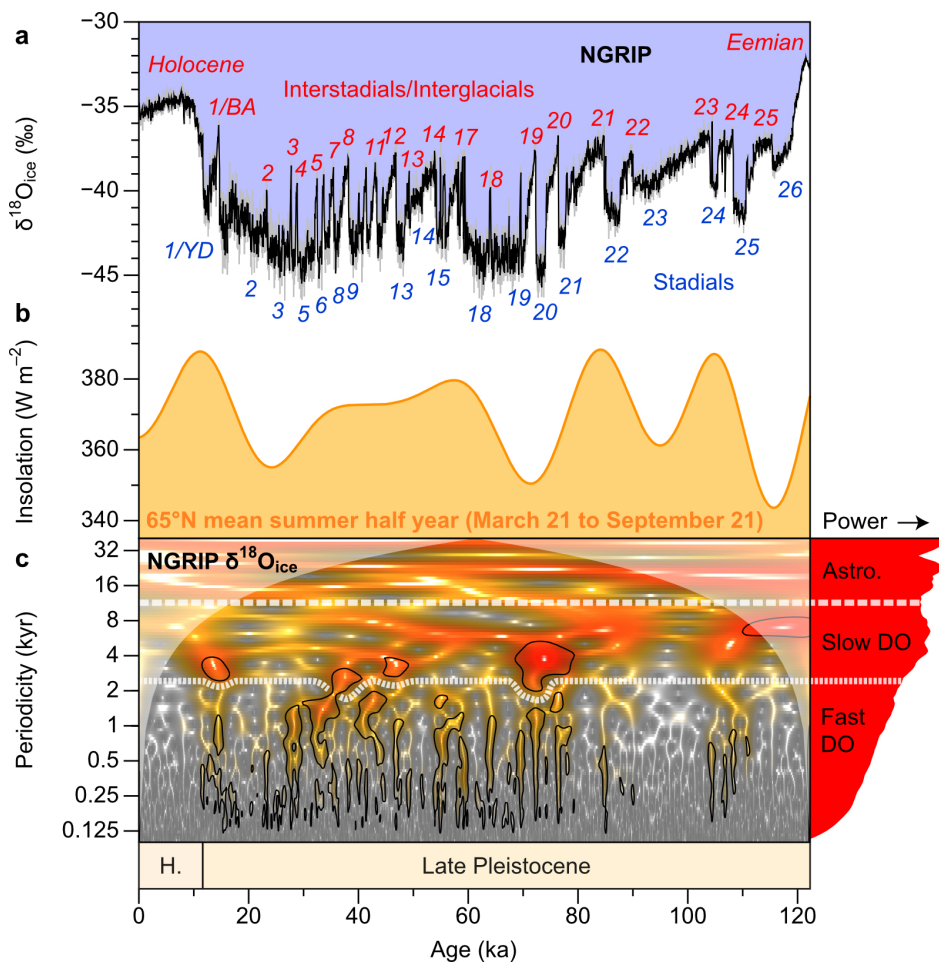 a
−30
−35
−40
−45
δ18Oice (‰)
NGRIP
Eemian
Holocene
Interstadials/Interglacials
1/BA
2
3
4
5
7
8
11
12
13
14
17
18
19
20
21
22
23
24
25
1/YD
2
3
5
6
8
9
13
14
15
18
19
20
21
22
23
24
25
26
Stadials
b
380
360
340
Insolation (W m−2)
65°N mean summer half year (March 21 to September 21)
Power →
c
NGRIP δ18Oice
32
16
8
4
2
1
0.5
0.25
0.125
Periodicity (kyr)
Astro.
Slow DO
Fast
DO
H.
Late Pleistocene
0
20
40
60
80
100
120
Age (ka)